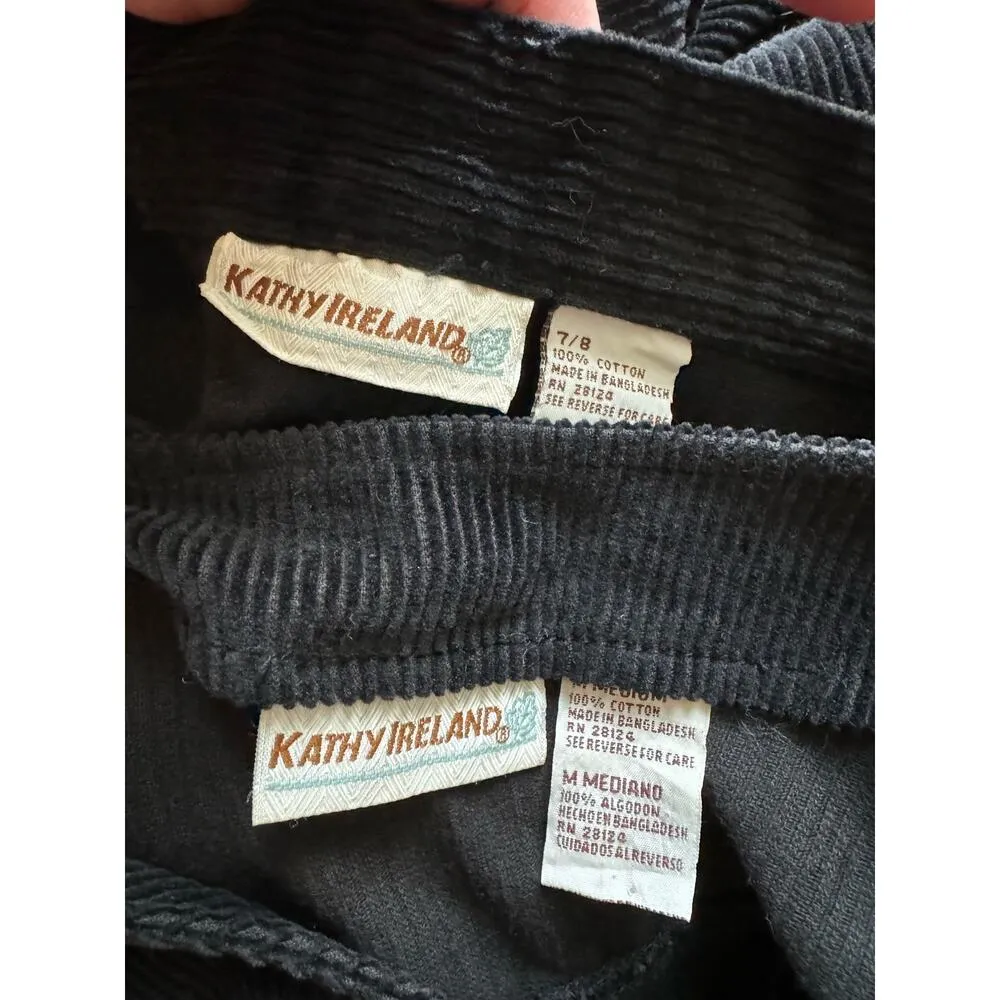 KATHY IRELAND®
7/8
100% COTTON
MADE IN BANGLADESH
RN 28124
SEE REVERSE FOR CARE
KATHY IRELAND®
M MEDIUM
100% COTTON
MADE IN BANGLADESH
RN 28124
SEE REVERSE FOR CARE
M MEDIANO
100% ALGODON
HECHO EN BANGLADESH
RN 28124
CUIDADOS AL REVERSO